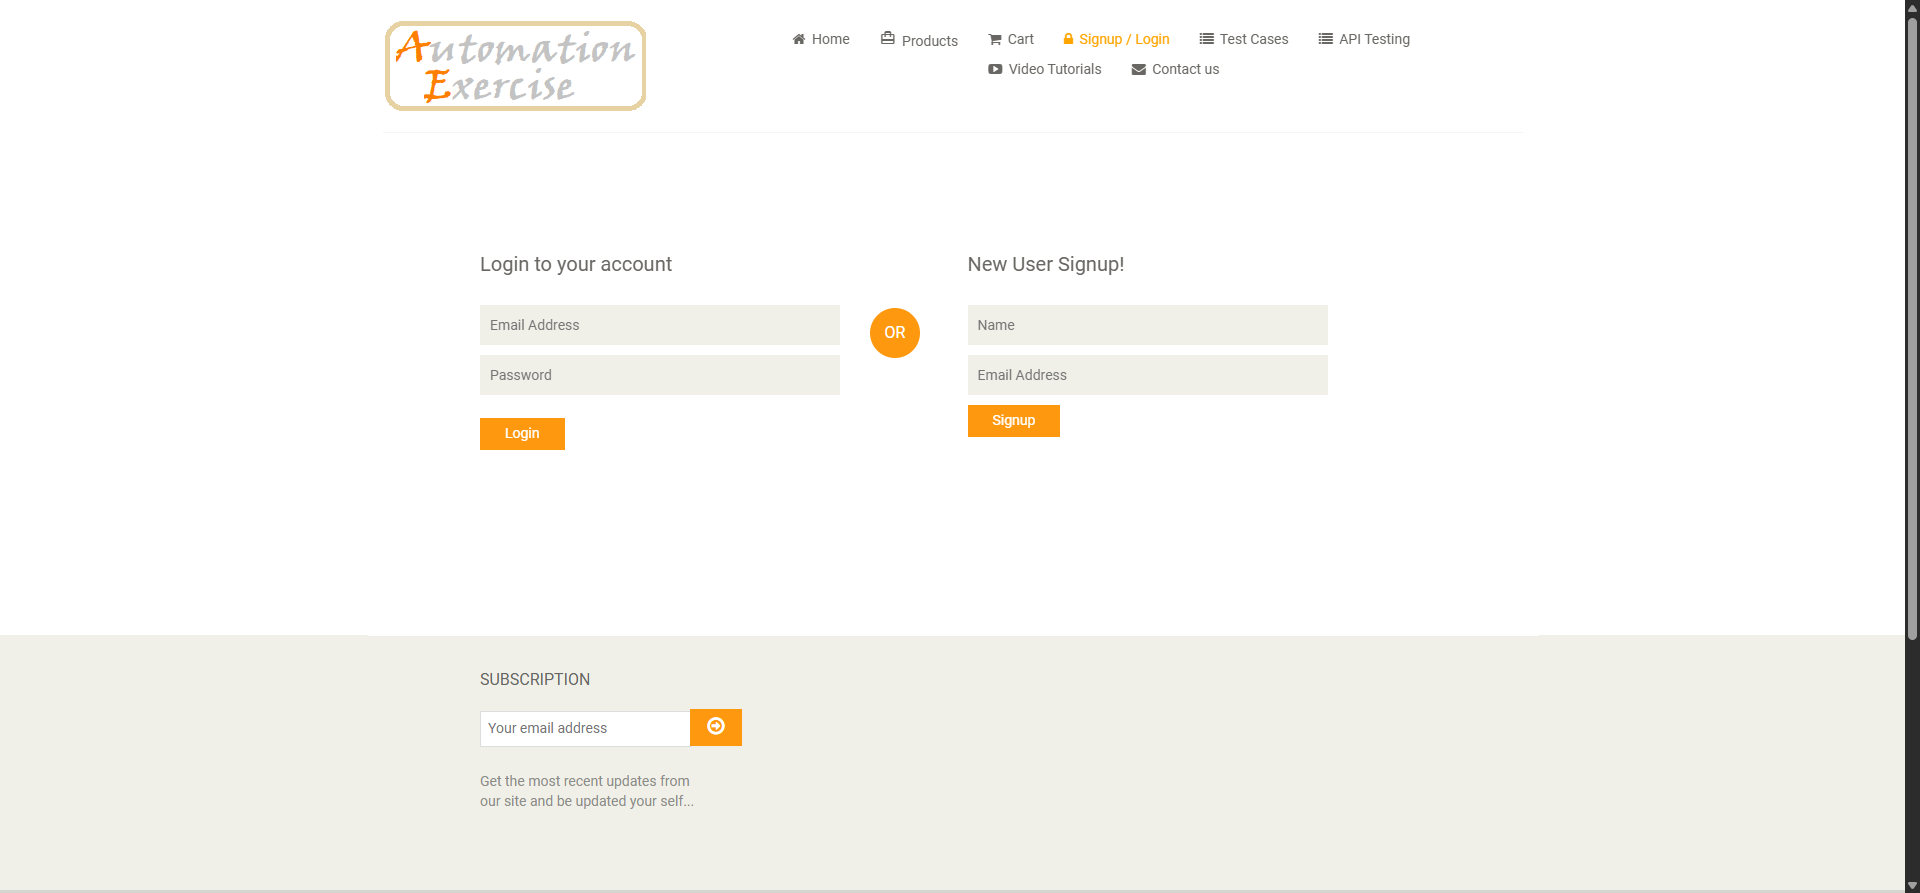 Automation
Exercise
Home
Products
Cart
Signup / Login
Test Cases
API Testing
Video Tutorials
Contact us
Login to your account
Email Address
Password
Login
OR
New User Signup!
Name
Email Address
Signup
SUBSCRIPTION
Your email address
Get the most recent updates from
our site and be updated your self...